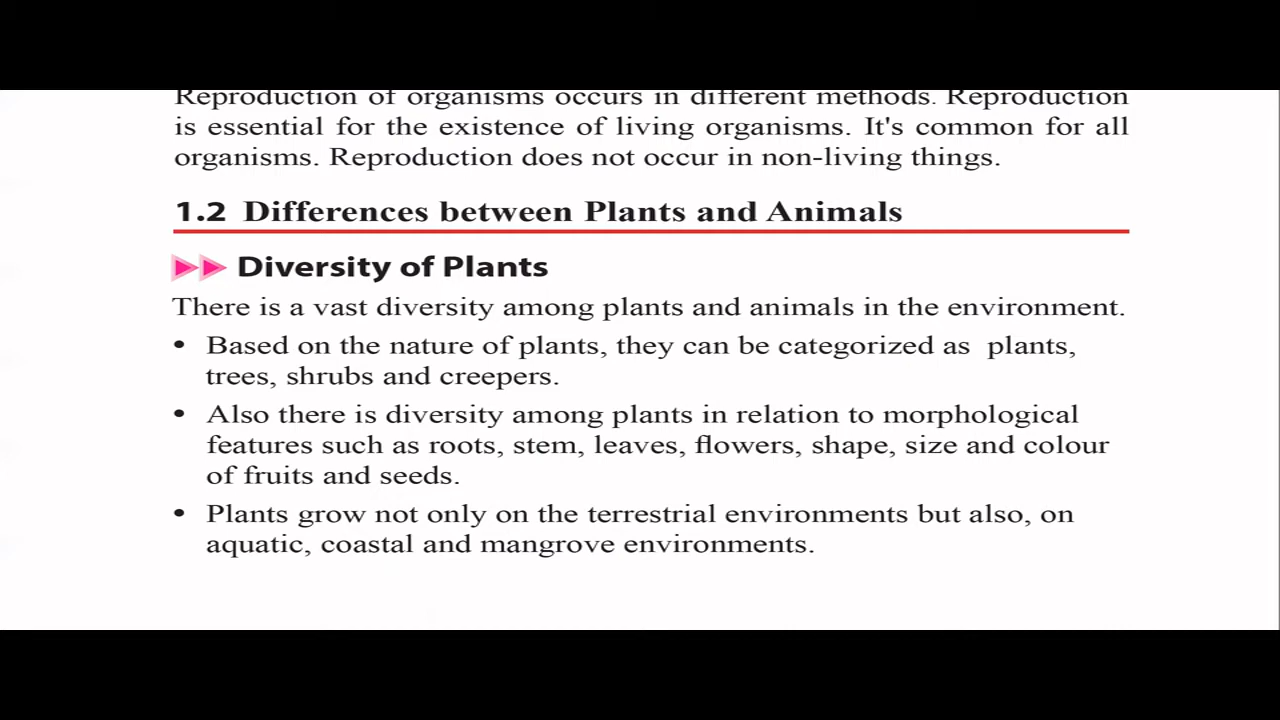 Reproduction of organisms occurs in different methods. Reproduction
is essential for the existence of living organisms. It's common for all
organisms. Reproduction does not occur in non-living things.
1.2 Differences between Plants and Animals
Diversity of Plants
There is a vast diversity among plants and animals in the environment.
• Based on the nature of plants, they can be categorized as plants,
trees, shrubs and creepers.
• Also there is diversity among plants in relation to morphological
features such as roots, stem, leaves, flowers, shape, size and colour
of fruits and seeds.
• Plants grow not only on the terrestrial environments but also, on
aquatic, coastal and mangrove environments.